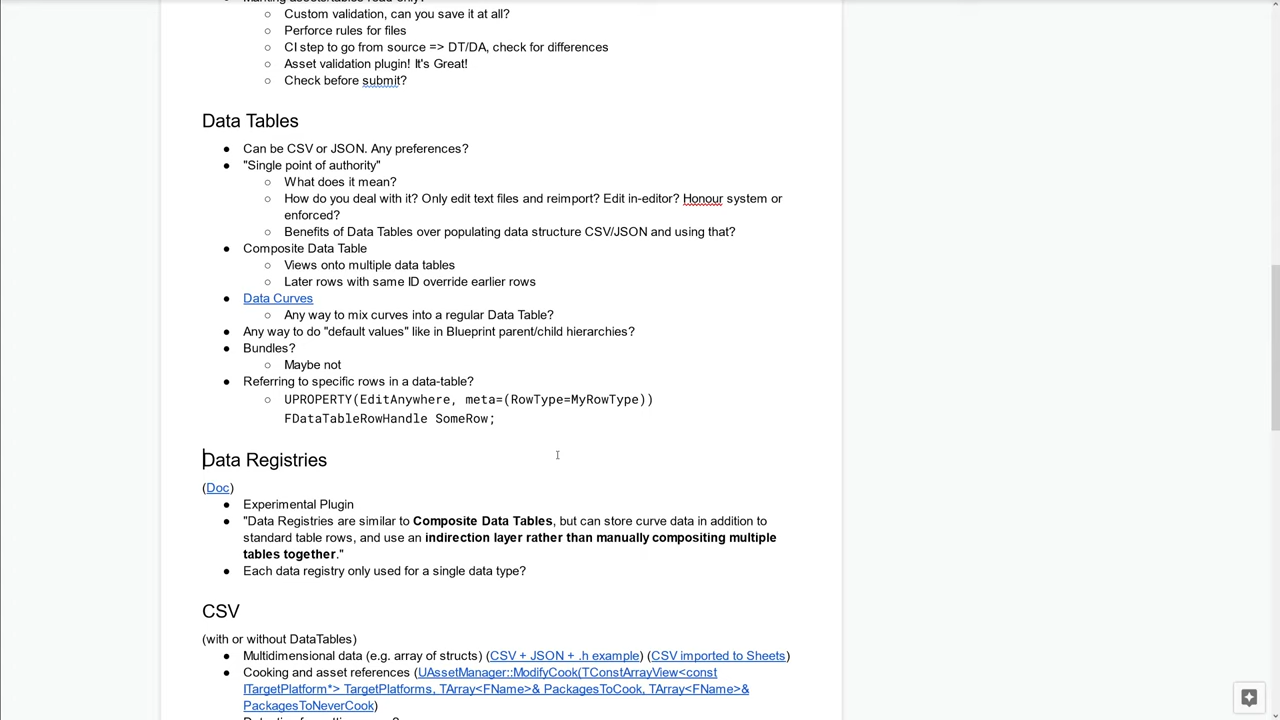 Custom validation, can you save it at all?
Perforce rules for files
CI step to go from source => DT/DA, check for differences
Asset validation plugin! It's Great!
Check before submit?
Data Tables
Can be CSV or JSON. Any preferences?
"Single point of authority"
What does it mean?
How do you deal with it? Only edit text files and reimport? Edit in-editor? Honour system or
enforced?
Benefits of Data Tables over populating data structure CSV/JSON and using that?
Composite Data Table
Views onto multiple data tables
Later rows with same ID override earlier rows
Data Curves
Any way to mix curves into a regular Data Table?
Any way to do "default values" like in Blueprint parent/child hierarchies?
Bundles?
Maybe not
Referring to specific rows in a data-table?
UPROPERTY(EditAnywhere, meta=(RowType=MyRowType))
FDataTableRowHandle SomeRow;
Data Registries
(Doc)
Experimental Plugin
"Data Registries are similar to Composite Data Tables, but can store curve data in addition to
standard table rows, and use an indirection layer rather than manually compositing multiple
tables together."
Each data registry only used for a single data type?
CSV
(with or without DataTables)
Multidimensional data (e.g. array of structs) (CSV + JSON + .h example) (CSV imported to Sheets)
Cooking and asset references (UAssetManager::ModifyCook(TConstArrayView<const
ITargetPlatform*> TargetPlatforms, TArray<FName>& PackagesToCook, TArray<FName>&
PackagesToNeverCook)